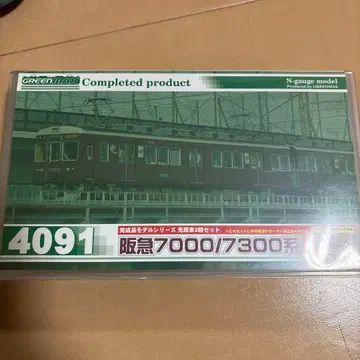 GREENMAX
Completed product
N-gauge model
Produced by GREENMAX
4091
完成品モデルシリーズ 先頭車2輌セット
阪急7000/7300系